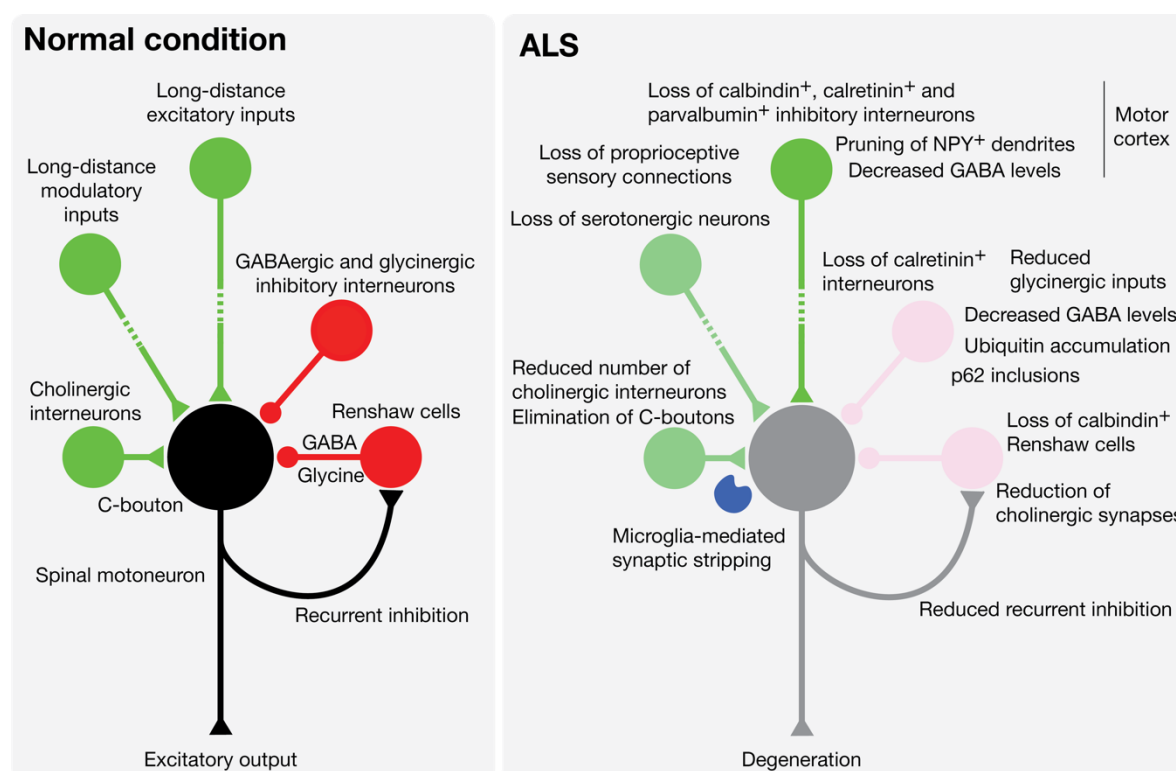 Normal condition
Long-distance
excitatory inputs
Long-distance
modulatory
inputs
GABAergic and glycinergic
inhibitory interneurons
Cholinergic
interneurons
Renshaw cells
GABA
Glycine
C-bouton
Spinal motoneuron
Recurrent inhibition
Excitatory output
ALS
Loss of calbindin⁺, calretinin⁺ and
parvalbumin⁺ inhibitory interneurons
Motor
cortex
Pruning of NPY⁺ dendrites
Decreased GABA levels
Loss of proprioceptive
sensory connections
Loss of serotonergic neurons
Loss of calretinin⁺
interneurons
Reduced
glycinergic inputs
Decreased GABA levels
Ubiquitin accumulation
p62 inclusions
Reduced number of
cholinergic interneurons
Elimination of C-boutons
Loss of calbindin⁺
Renshaw cells
Reduction of
cholinergic synapses
Microglia-mediated
synaptic stripping
Reduced recurrent inhibition
Degeneration